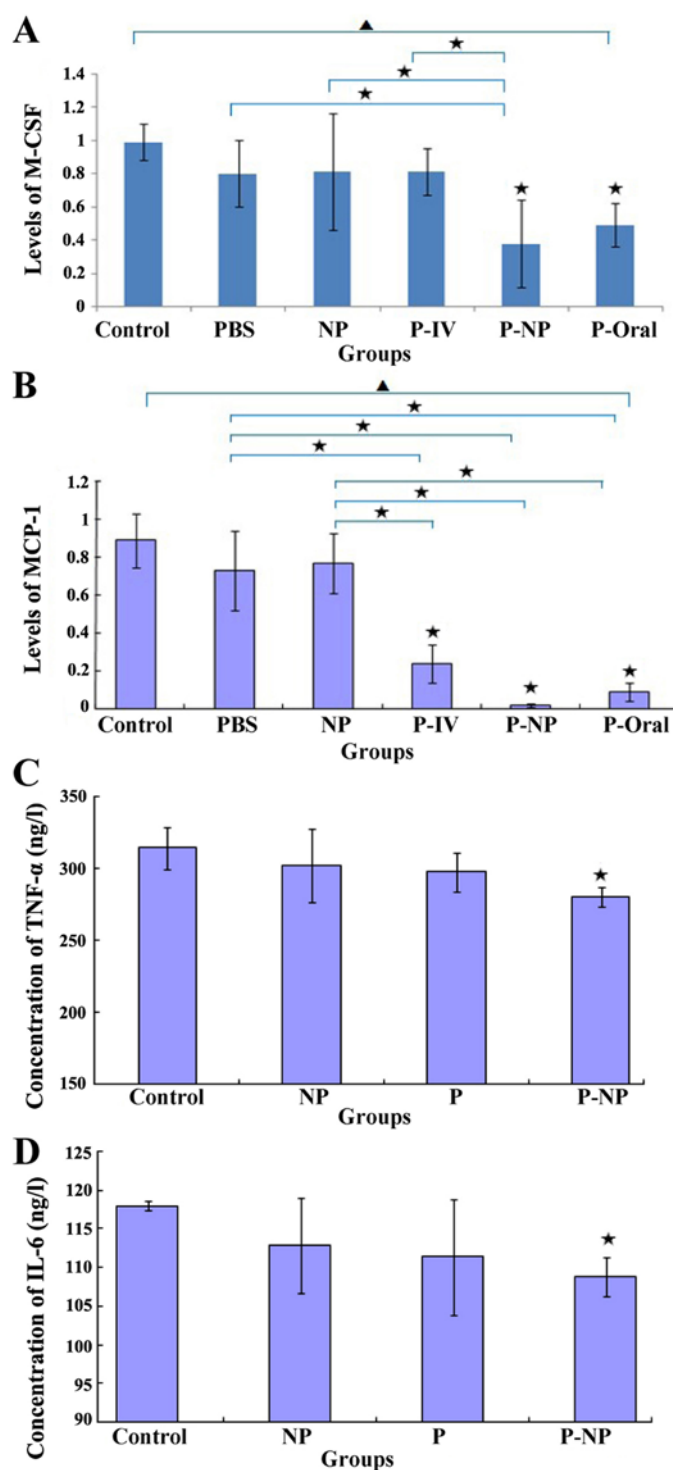 A
▲
★
★
★
Levels of M-CSF
1.4
1.2
1
0.8
0.6
0.4
0.2
0
★ ★
Control PBS NP P-IV P-NP P-Oral
Groups
B
▲
★
★
★
★
★
★
Levels of MCP-1
1.2
1
0.8
0.6
0.4
0.2
0
★ ★ ★
Control PBS NP P-IV P-NP P-Oral
Groups
C
Concentration of TNF-α (ng/l)
350
300
250
200
150
★
Control NP P P-NP
Groups
D
Concentration of IL-6 (ng/l)
125
120
115
110
105
100
95
90
★
Control NP P P-NP
Groups